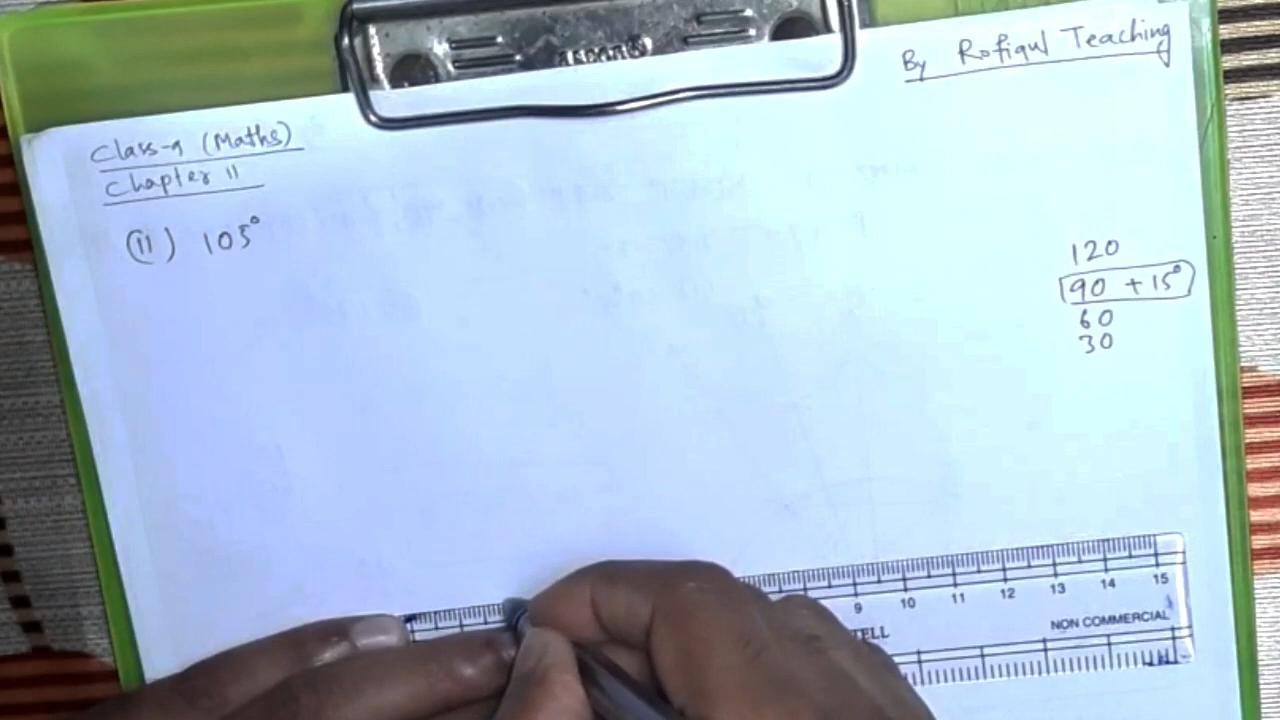 By Rofiqul Teaching
Class-9 (Maths)
Chapter 11
(ii) 105°
120
90 + 15°
60
30
9 10 11 12 13 14 15
NON COMMERCIAL